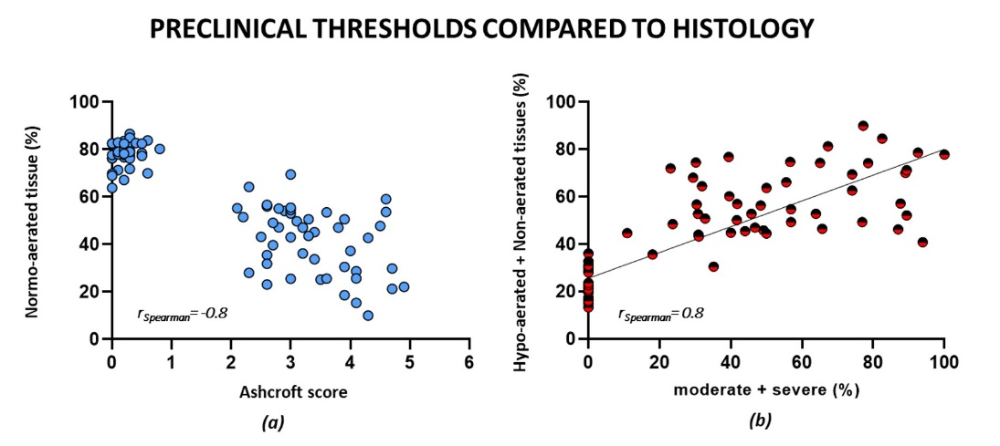 PRECLINICAL THRESHOLDS COMPARED TO HISTOLOGY
Normo-aerated tissue (%)
100
80
60
40
20
0
r Spearman= -0.8
0 1 2 3 4 5 6
Ashcroft score
(a)
Hypo-aerated + Non-aerated tissues (%)
100
80
60
40
20
0
r Spearman= 0.8
0 20 40 60 80 100
moderate + severe (%)
(b)